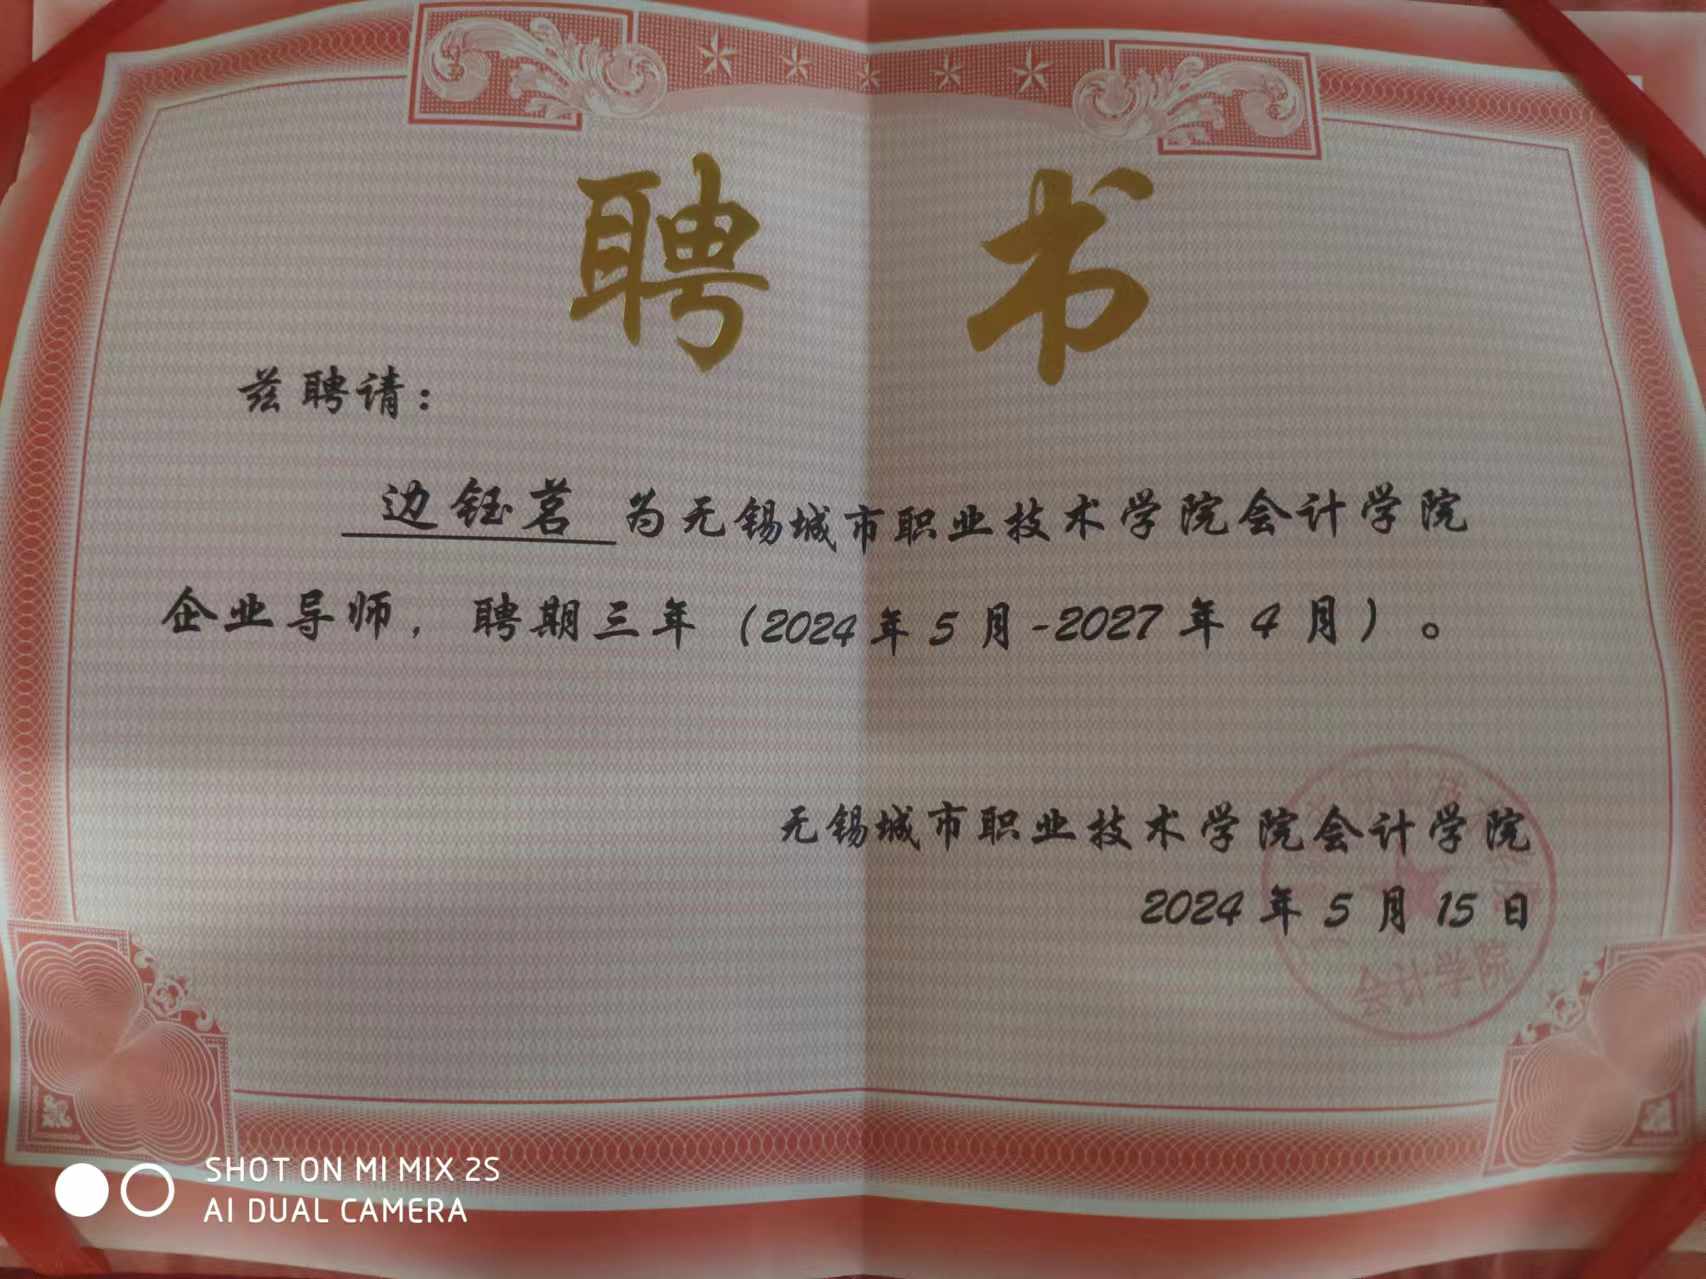 聘 书
兹聘请：
边钰茗 为无锡城市职业技术学院会计学院
企业导师，聘期三年（2024年5月-2027年4月）。
无锡城市职业技术学院会计学院
2024年5月15日
会计学院
SHOT ON MI MIX 2S
AI DUAL CAMERA